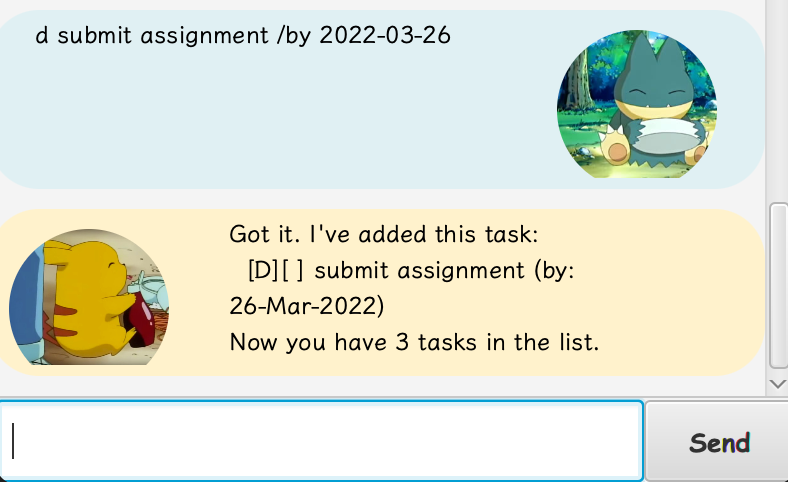 d submit assignment /by 2022-03-26
Got it. I've added this task:
[D][ ] submit assignment (by:
26-Mar-2022)
Now you have 3 tasks in the list.
Send